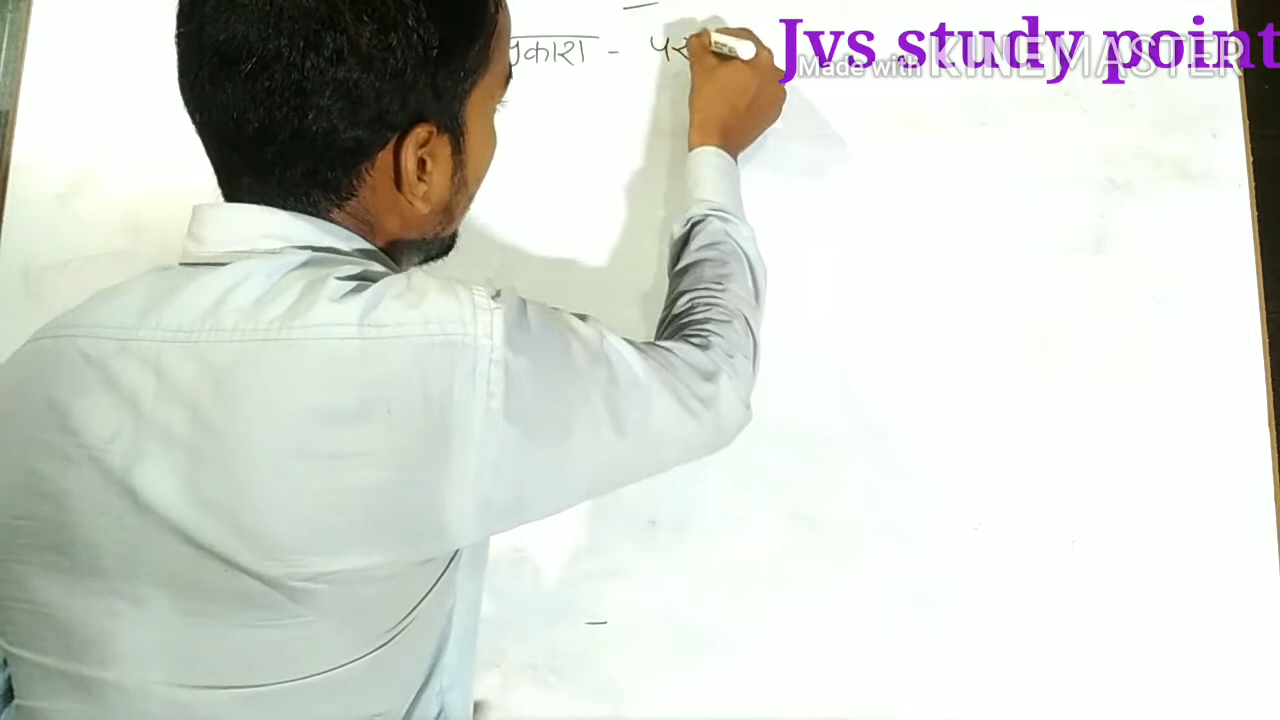 प्रकाश -
Jvs study point
Made with KINEMASTER